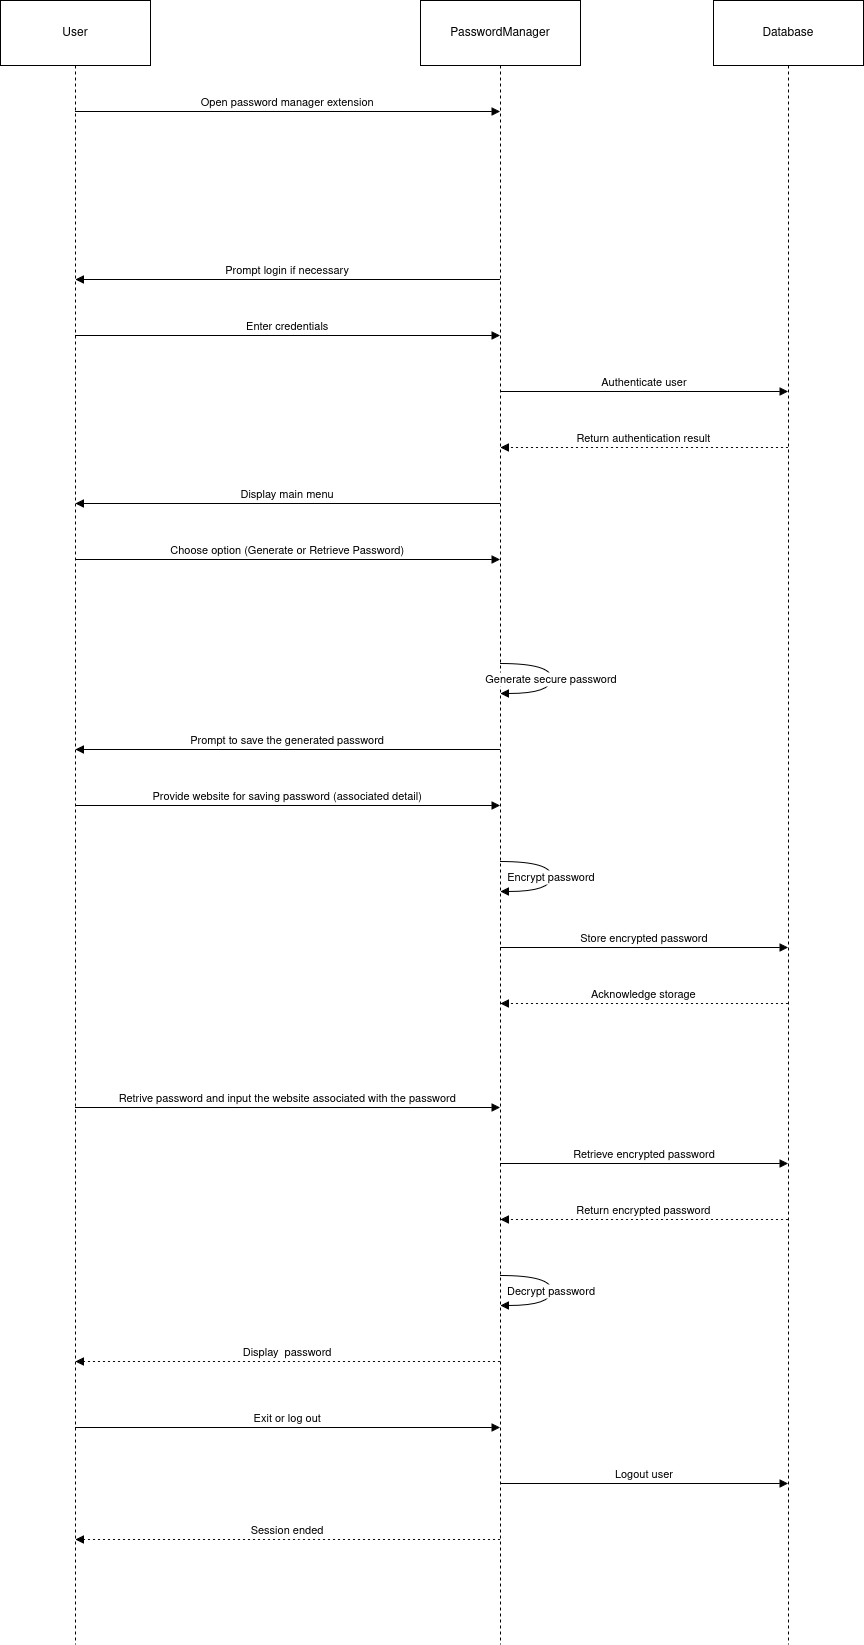 User
PasswordManager
Database
Open password manager extension
Prompt login if necessary
Enter credentials
Authenticate user
Return authentication result
Display main menu
Choose option (Generate or Retrieve Password)
Generate secure password
Prompt to save the generated password
Provide website for saving password (associated detail)
Encrypt password
Store encrypted password
Acknowledge storage
Retrive password and input the website associated with the password
Retrieve encrypted password
Return encrypted password
Decrypt password
Display  password
Exit or log out
Logout user
Session ended